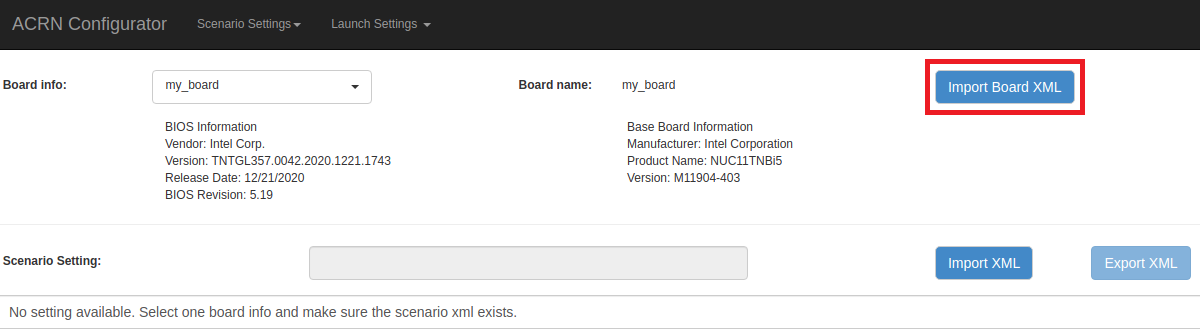 ACRN Configurator Scenario Settings Launch Settings
Board info: my_board Board name: my_board Import Board XML
BIOS Information Base Board Information
Vendor: Intel Corp. Manufacturer: Intel Corporation
Version: TNTGL357.0042.2020.1221.1743 Product Name: NUC11TNBi5
Release Date: 12/21/2020 Version: M11904-403
BIOS Revision: 5.19
Scenario Setting: Import XML Export XML
No setting available. Select one board info and make sure the scenario xml exists.